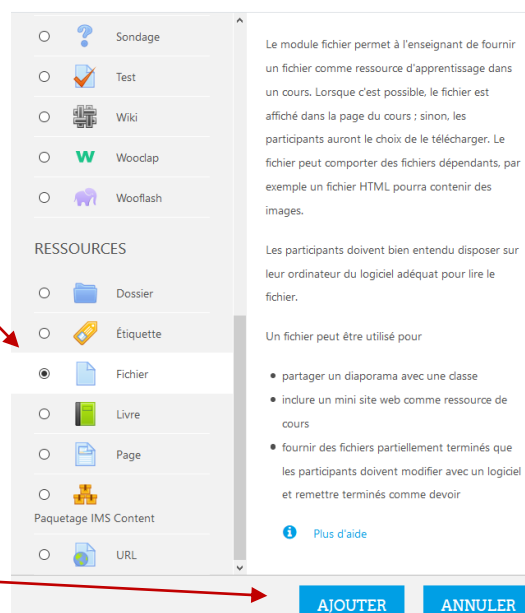 Sondage
Test
Wiki
Wooclap
Wooflash
RESSOURCES
Dossier
Étiquette
Fichier
Livre
Page
Paquetage IMS Content
URL
Le module fichier permet à l'enseignant de fournir
un fichier comme ressource d'apprentissage dans
un cours. Lorsque c'est possible, le fichier est
affiché dans la page du cours ; sinon, les
participants auront le choix de le télécharger. Le
fichier peut comporter des fichiers dépendants, par
exemple un fichier HTML pourra contenir des
images.
Les participants doivent bien entendu disposer sur
leur ordinateur du logiciel adéquat pour lire le
fichier.
Un fichier peut être utilisé pour
• partager un diaporama avec une classe
• inclure un mini site web comme ressource de
cours
• fournir des fichiers partiellement terminés que
les participants doivent modifier avec un logiciel
et remettre terminés comme devoir
Plus d'aide
AJOUTER
ANNULER